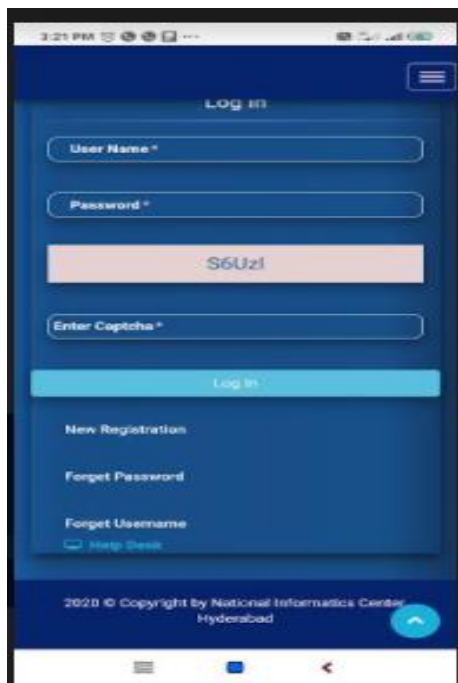 3:21 PM
Log In
User Name *
Password *
S6UzI
Enter Captcha *
Log In
New Registration
Forget Password
Forget Username
Help Desk
2020 © Copyright by National Informatics Center,
Hyderabad